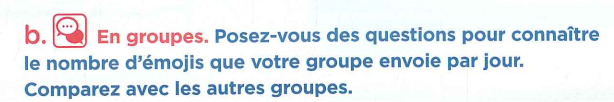 b. En groupes. Posez-vous des questions pour connaître
le nombre d'émojis que votre groupe envoie par jour.
Comparez avec les autres groupes.